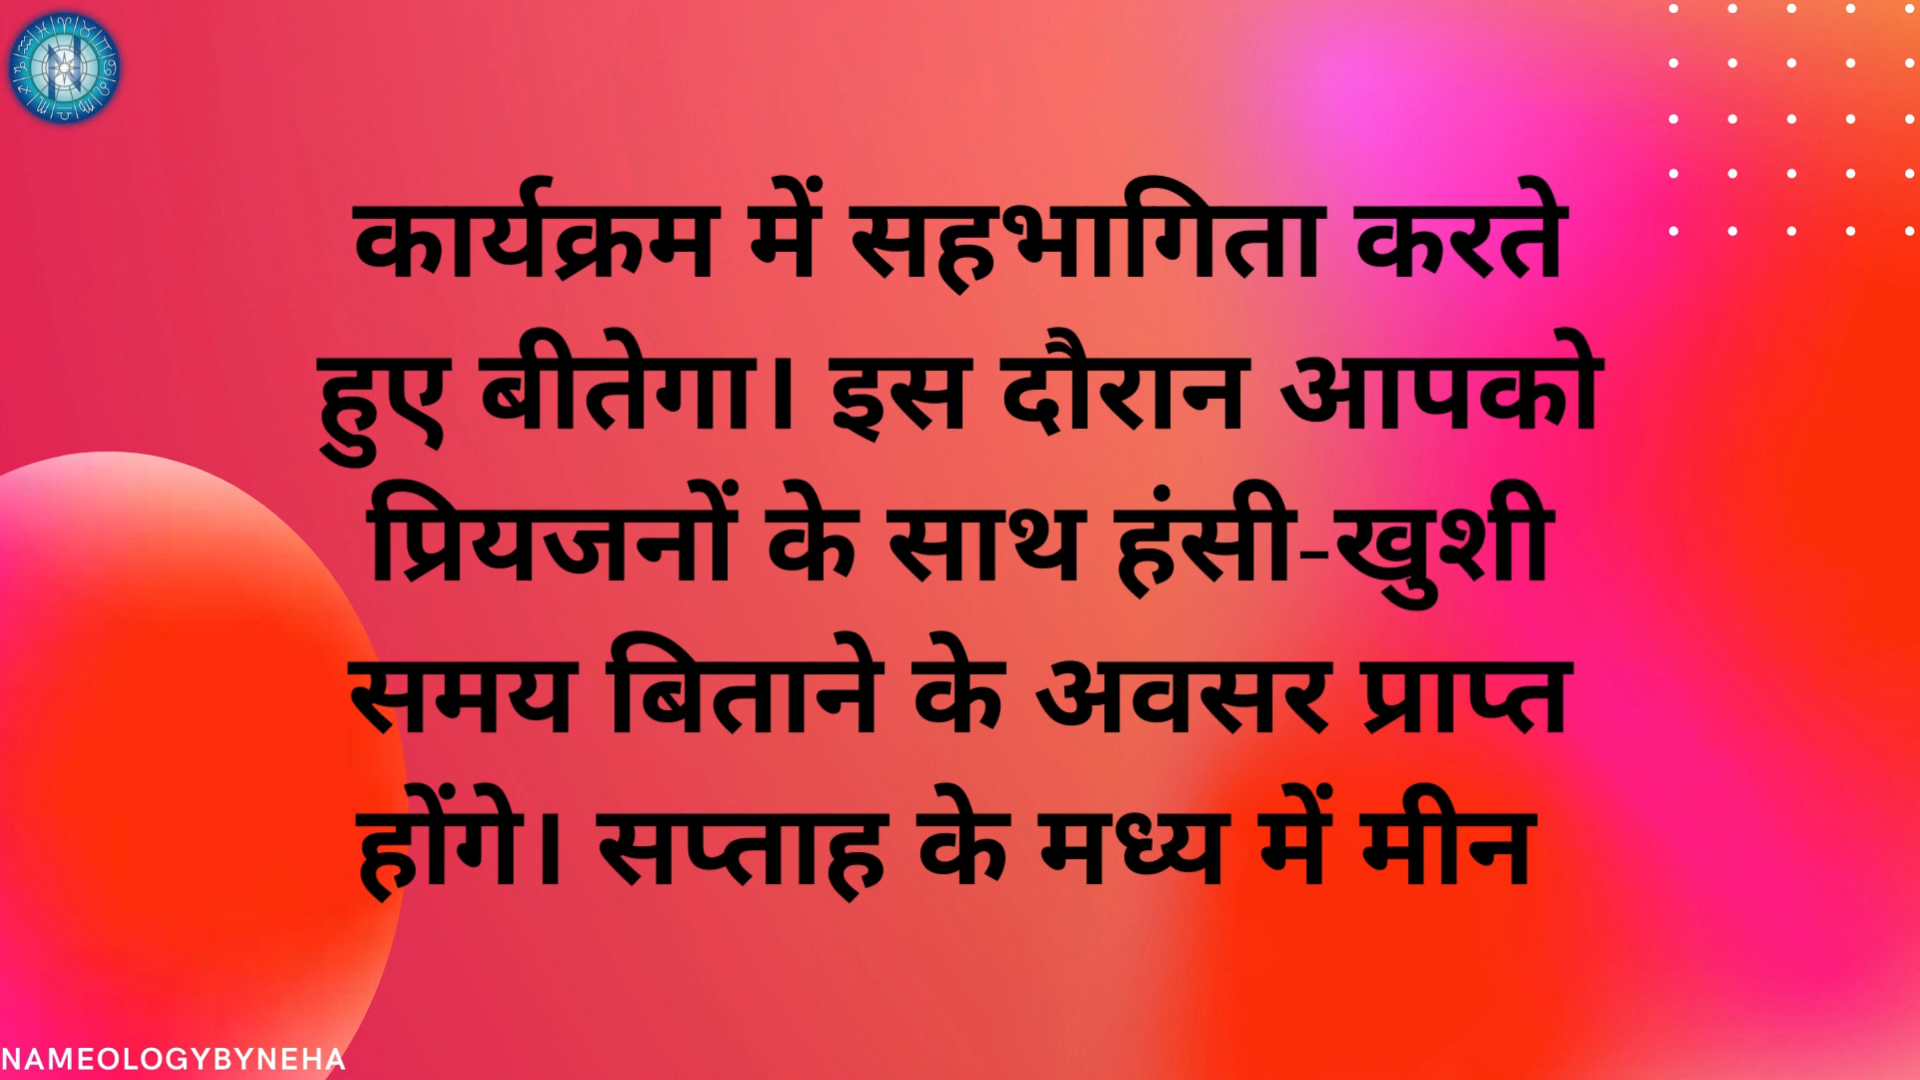 कार्यक्रम में सहभागिता करते
हुए बीतेगा। इस दौरान आपको
प्रियजनों के साथ हंसी-खुशी
समय बिताने के अवसर प्राप्त
होंगे। सप्ताह के मध्य में मीन
NAMEOLOGYBYNEHA